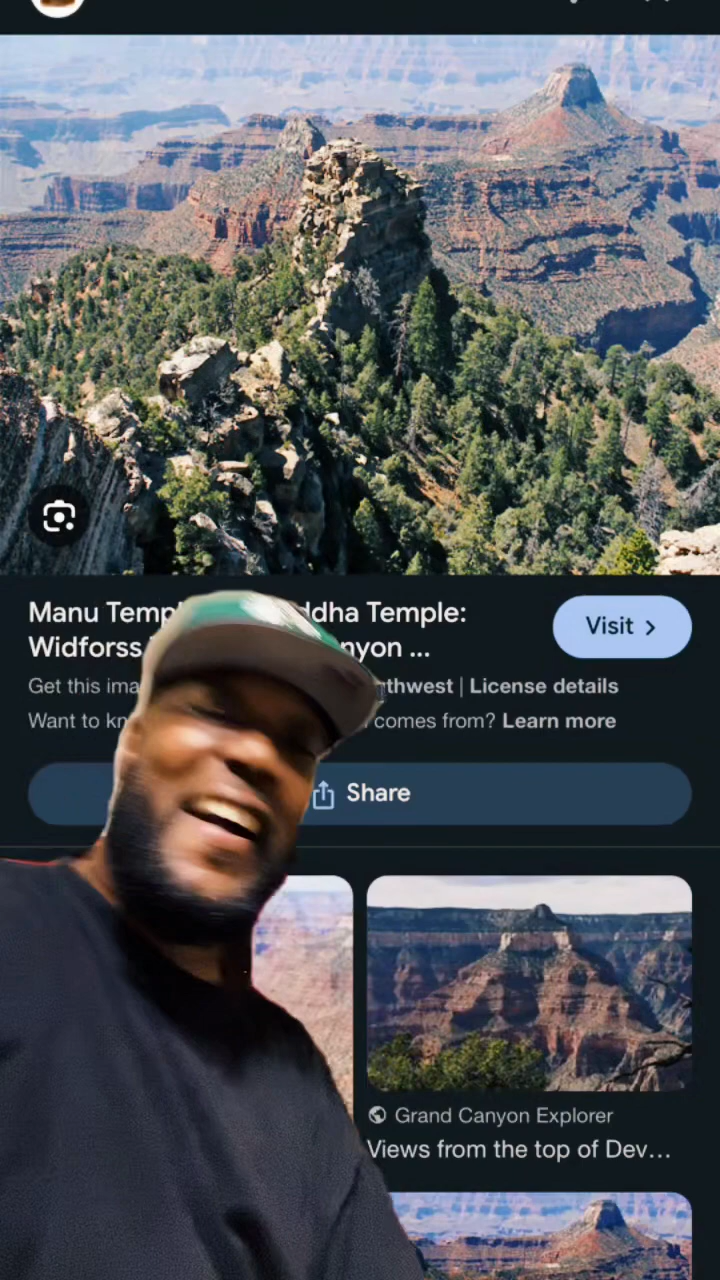 Manu Temp ddha Temple:
Widforss nyon ...
Visit
Get this ima thwest | License details
Want to kn comes from? Learn more
Share
Grand Canyon Explorer
Views from the top of Dev...